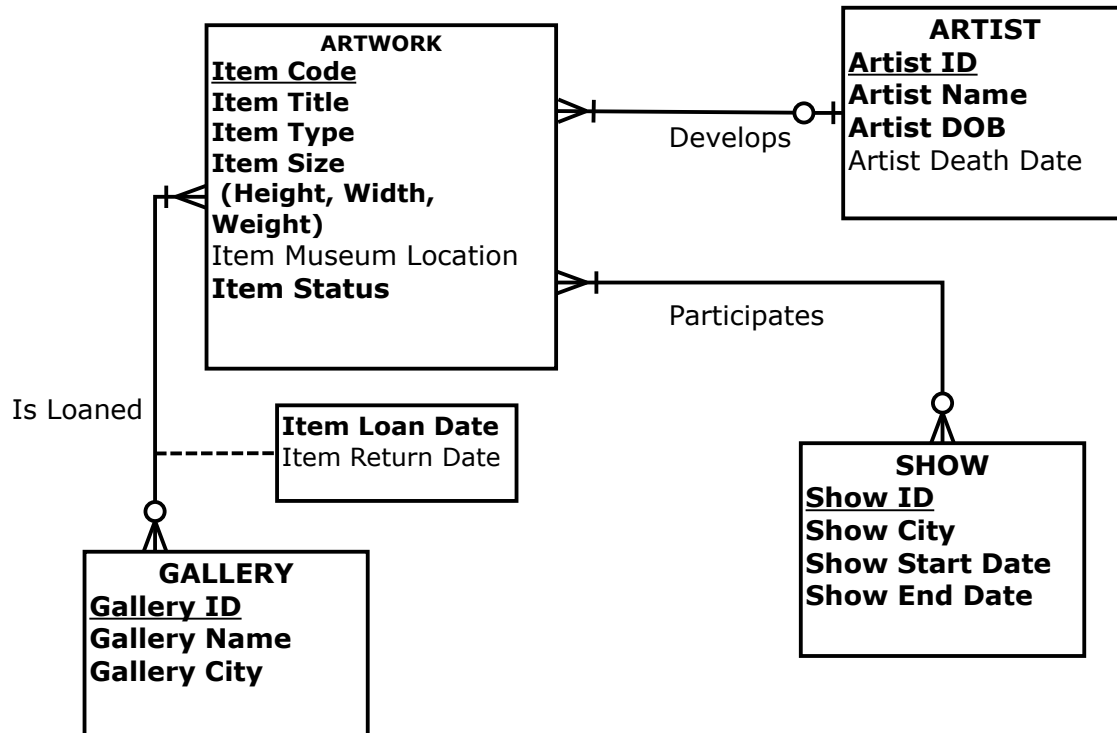 ARTWORK
Item Code
Item Title
Item Type
Item Size
(Height, Width,
Weight)
Item Museum Location
Item Status
ARTIST
Artist ID
Artist Name
Artist DOB
Artist Death Date
Develops
Participates
Is Loaned
Item Loan Date
Item Return Date
SHOW
Show ID
Show City
Show Start Date
Show End Date
GALLERY
Gallery ID
Gallery Name
Gallery City